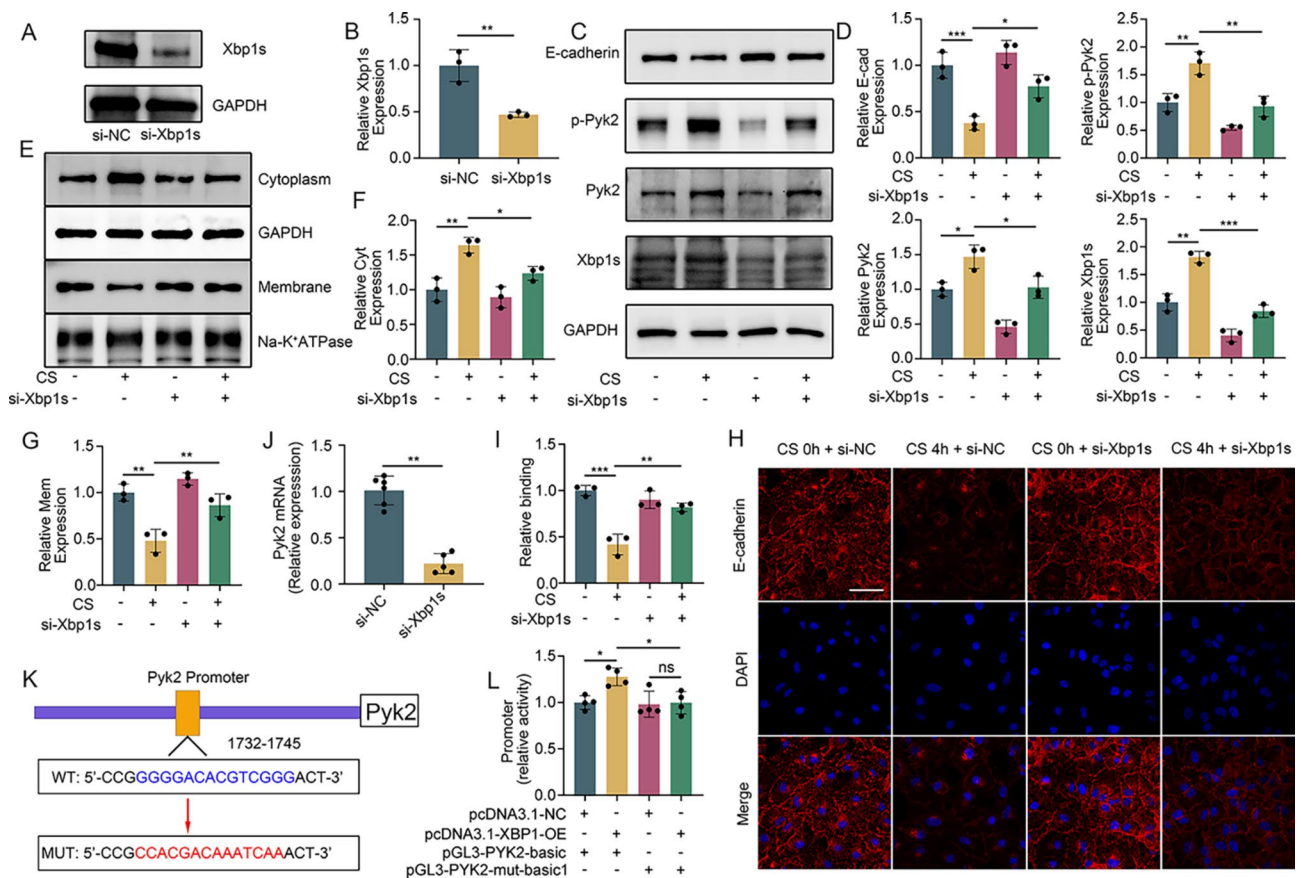 A
Xbp1s
GAPDH
si-NC si-Xbp1s
B
Relative Xbp1s
Expression
1.5
1.0
0.5
0.0
**
si-NC
si-Xbp1s
C
E-cadherin
p-Pyk2
Pyk2
Xbp1s
GAPDH
CS - + - +
si-Xbp1s - - + +
D
Relative E-cad
Expression
1.5
1.0
0.5
0.0
***
*
CS - + - +
si-Xbp1s - - + +
Relative p-Pyk2
Expression
2.5
2.0
1.5
1.0
0.5
0.0
**
**
- + - +
- - + +
Relative Pyk2
Expression
2.0
1.5
1.0
0.5
0.0
*
*
CS - + - +
si-Xbp1s - - + +
Relative Xbp1s
Expression
2.5
2.0
1.5
1.0
0.5
0.0
**
***
- + - +
- - + +
E
Cytoplasm
GAPDH
Membrane
Na-K+ATPase
CS - + - +
si-Xbp1s - - + +
F
Relative Cyt
Expression
2.0
1.5
1.0
0.5
0.0
**
*
- + - +
- - + +
G
Relative Mem
Expression
1.5
1.0
0.5
0.0
**
**
CS - + - +
si-Xbp1s - - + +
J
Pyk2 mRNA
(Relative expresssion)
1.5
1.0
0.5
0.0
**
si-NC
si-Xbp1s
I
Relative binding
1.5
1.0
0.5
0.0
***
**
CS - + - +
si-Xbp1s - - + +
H
CS 0h + si-NC CS 4h + si-NC CS 0h + si-Xbp1s CS 4h + si-Xbp1s
E-cadherin
DAPI
Merge
K
Pyk2 Promoter
Pyk2
1732-1745
WT: 5'-CCGGGGGACACGTCGGGACT-3'
MUT: 5'-CCGCCACGACAAATCAAACT-3'
L
Promoter
(relative activity)
1.5
1.0
0.5
0.0
*
*
ns
pcDNA3.1-NC + - + -
pcDNA3.1-XBP1-OE - + - +
pGL3-PYK2-basic + + - -
pGL3-PYK2-mut-basic1 - - + +